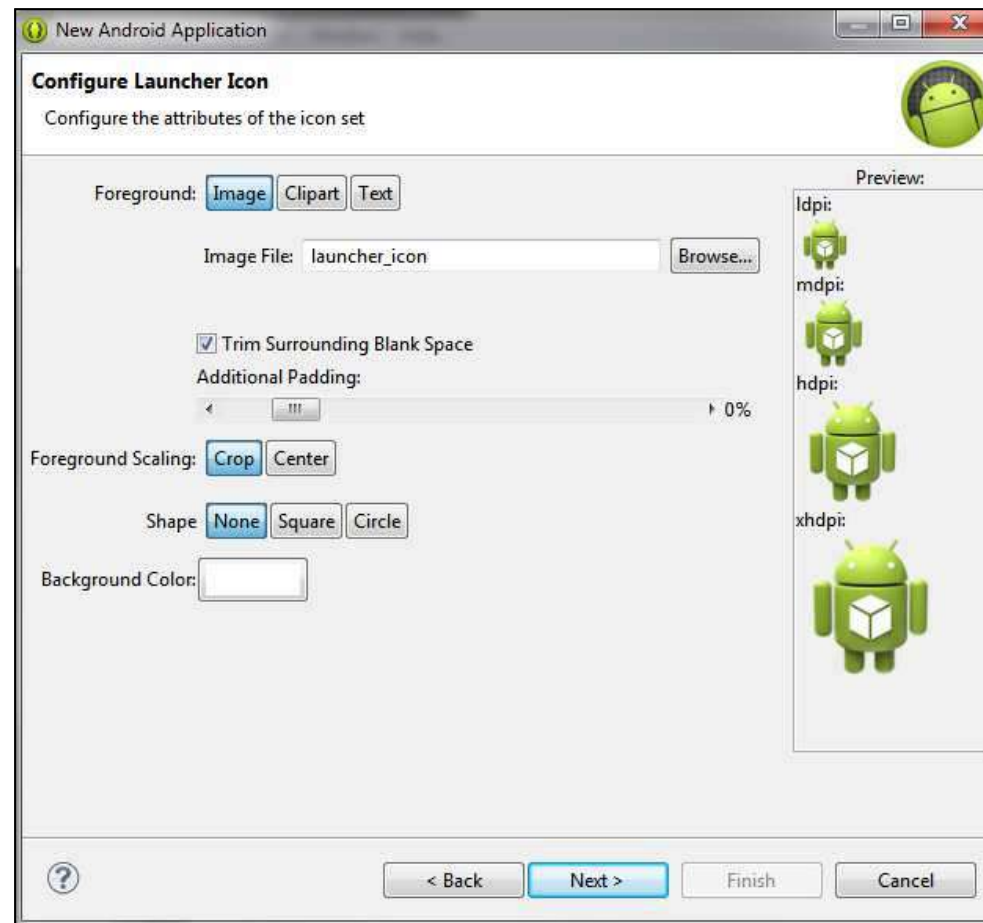 New Android Application
Configure Launcher Icon
Configure the attributes of the icon set
Foreground: Image Clipart Text
Image File: launcher_icon Browse...
Trim Surrounding Blank Space
Additional Padding:
0%
Foreground Scaling: Crop Center
Shape None Square Circle
Background Color:
Preview:
ldpi:
mdpi:
hdpi:
xhdpi:
? < Back Next > Finish Cancel